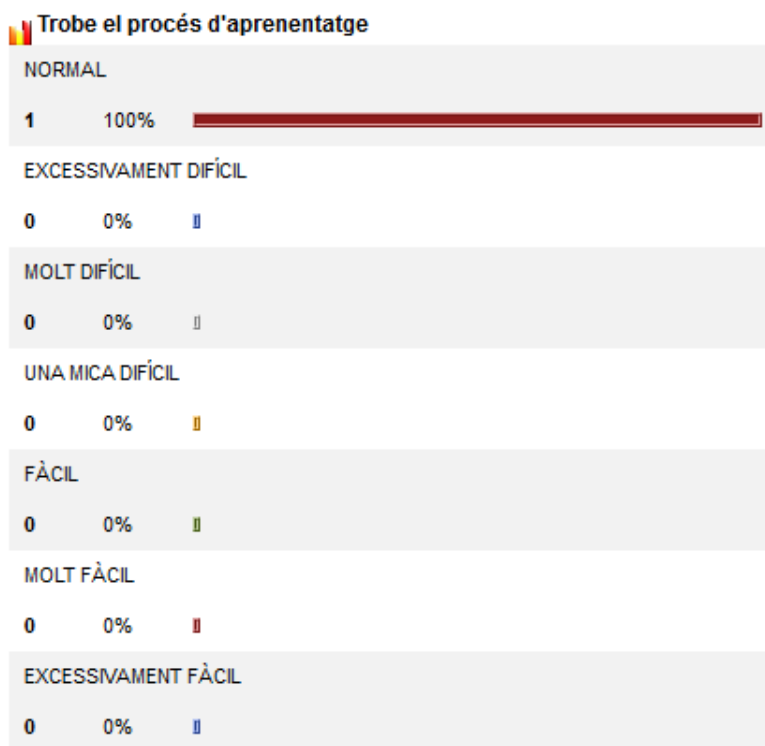 Trobe el procés d'aprenentatge
NORMAL
1 100%
EXCESSIVAMENT DIFÍCIL
0 0%
MOLT DIFÍCIL
0 0%
UNA MICA DIFÍCIL
0 0%
FÀCIL
0 0%
MOLT FÀCIL
0 0%
EXCESSIVAMENT FÀCIL
0 0%